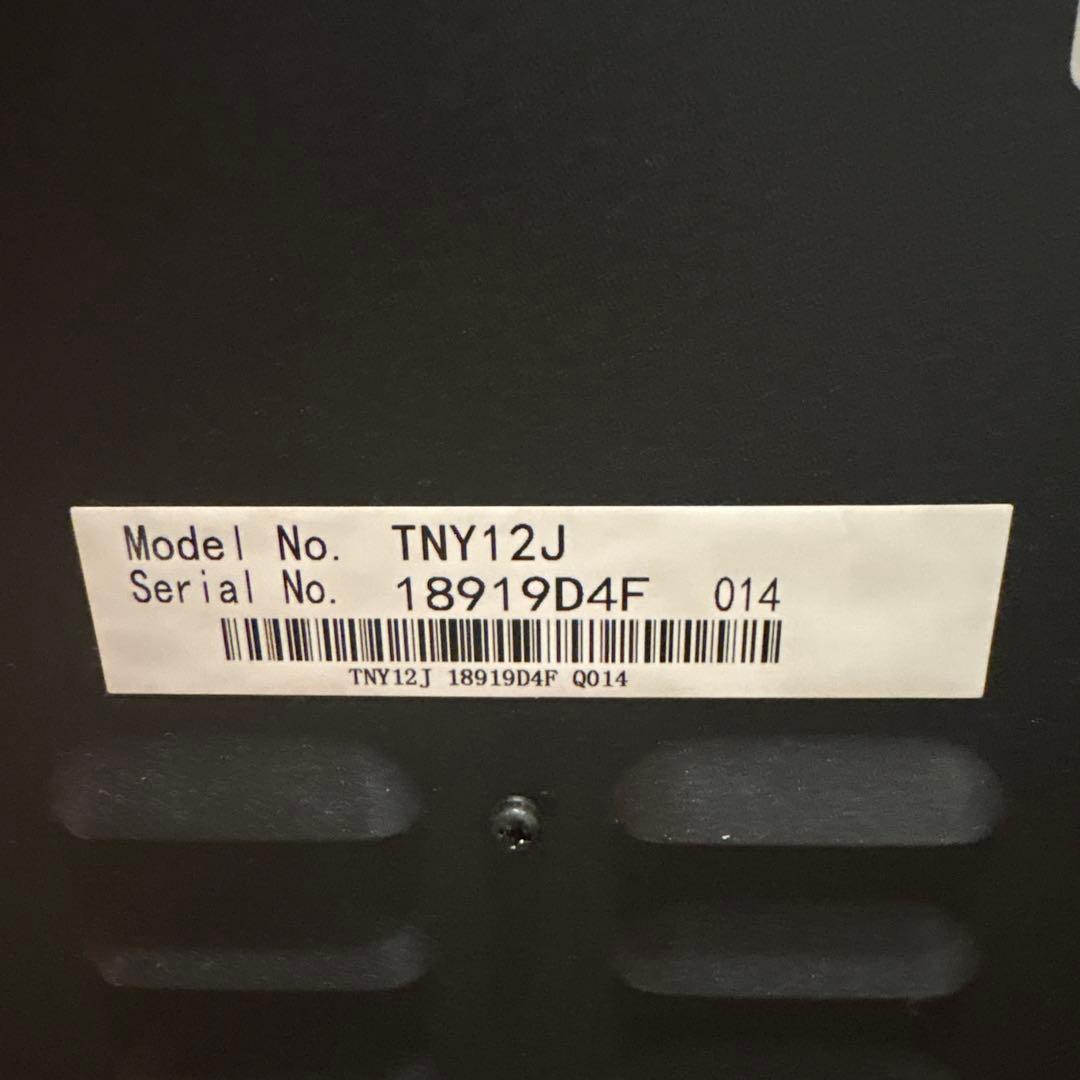 Model No. TNY12J
Serial No. 18919D4F 014
TNY12J 18919D4F Q014